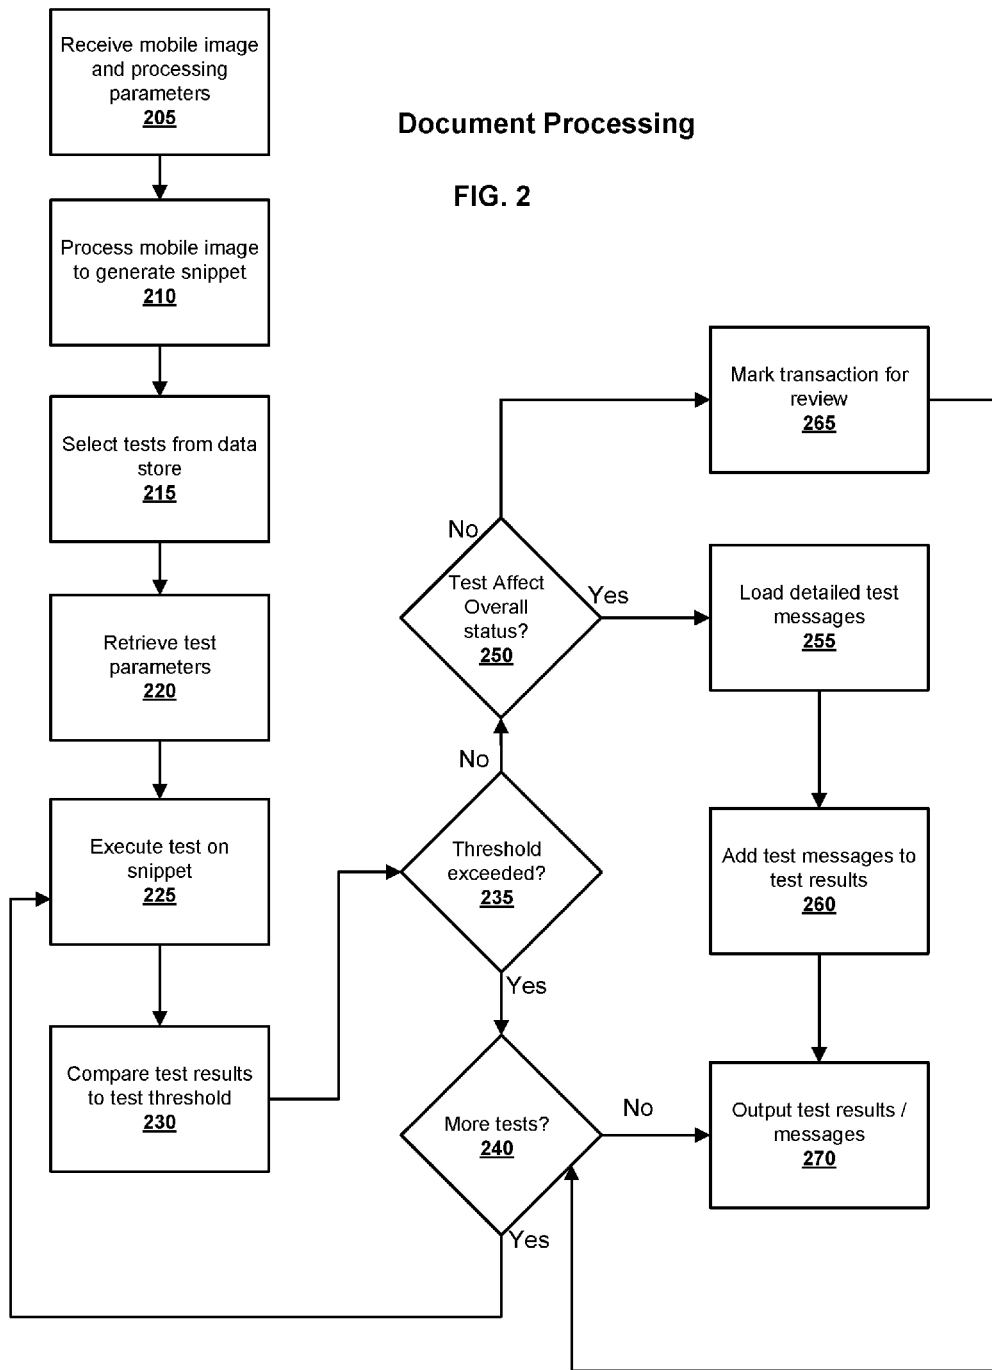 Receive mobile image
and processing
parameters
205
Document Processing
FIG. 2
Process mobile image
to generate snippet
210
Select tests from data
store
215
Retrieve test
parameters
220
Execute test on
snippet
225
Compare test results
to test threshold
230
Threshold
exceeded?
235
No
Yes
Test Affect
Overall
status?
250
No
Yes
Mark transaction for
review
265
Load detailed test
messages
255
Add test messages to
test results
260
More tests?
240
No
Yes
Output test results /
messages
270